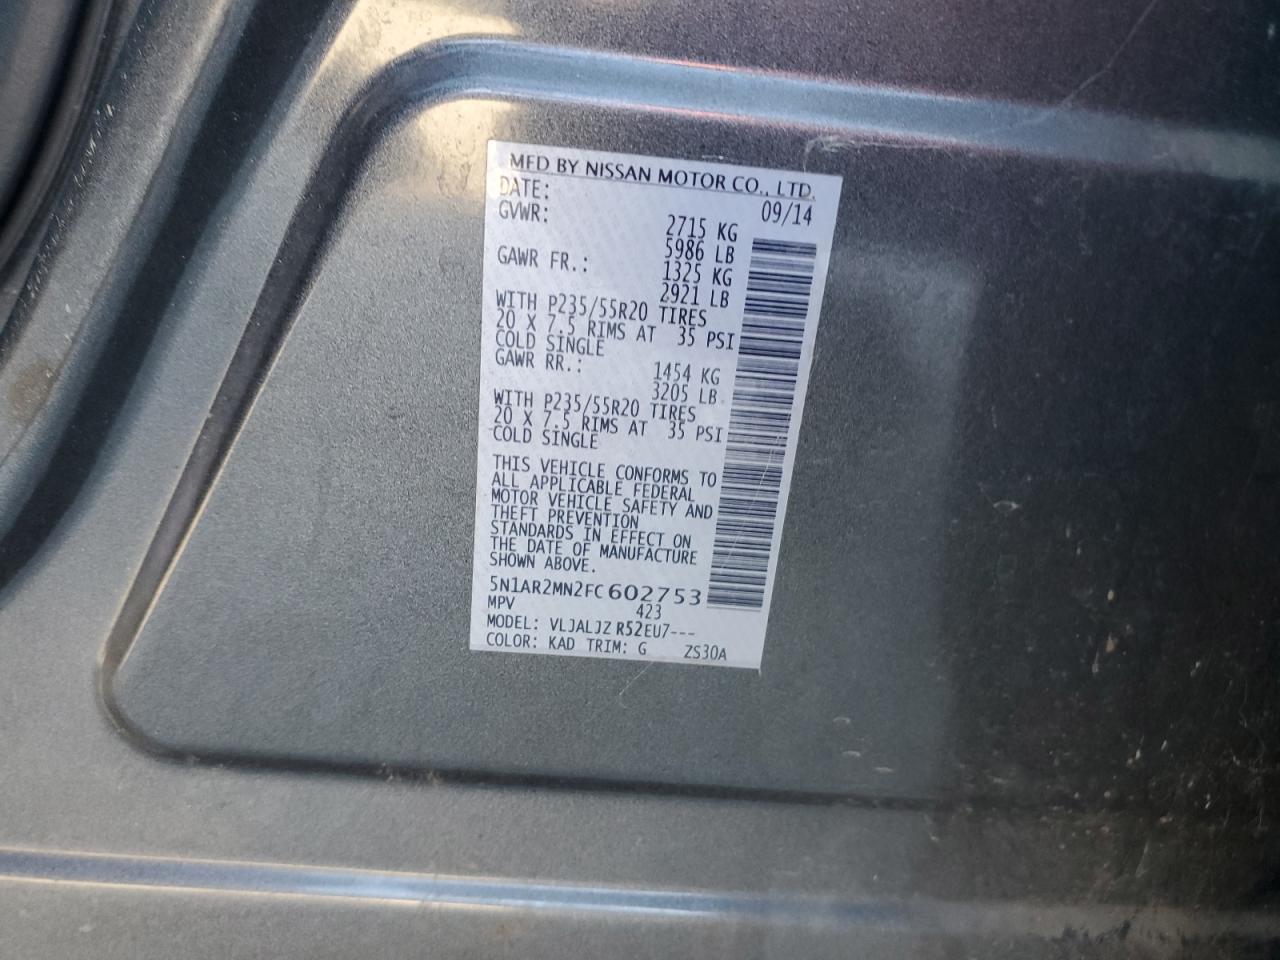 MFD BY NISSAN MOTOR CO., LTD.
DATE: 09/14
GVWR: 2715 KG
5986 LB
GAWR FR.: 1325 KG
2921 LB
WITH P235/55R20 TIRES
20 X 7.5 RIMS AT 35 PSI
COLD SINGLE
GAWR RR.: 1454 KG
3205 LB
WITH P235/55R20 TIRES
20 X 7.5 RIMS AT 35 PSI
COLD SINGLE
THIS VEHICLE CONFORMS TO
ALL APPLICABLE FEDERAL
MOTOR VEHICLE SAFETY AND
THEFT PREVENTION
STANDARDS IN EFFECT ON
THE DATE OF MANUFACTURE
SHOWN ABOVE.
5N1AR2MN2FC602753
MPV 423
MODEL: VLJALJZ R52EU7---
COLOR: KAD TRIM: G ZS30A